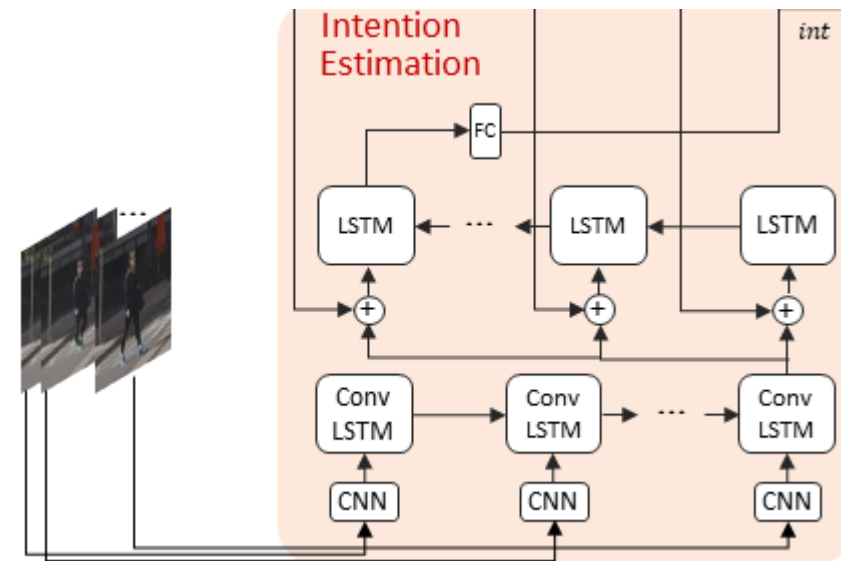 Intention
Estimation
int
FC
LSTM
...
LSTM
LSTM
...
+
+
+
Conv
LSTM
Conv
LSTM
...
Conv
LSTM
CNN
CNN
CNN